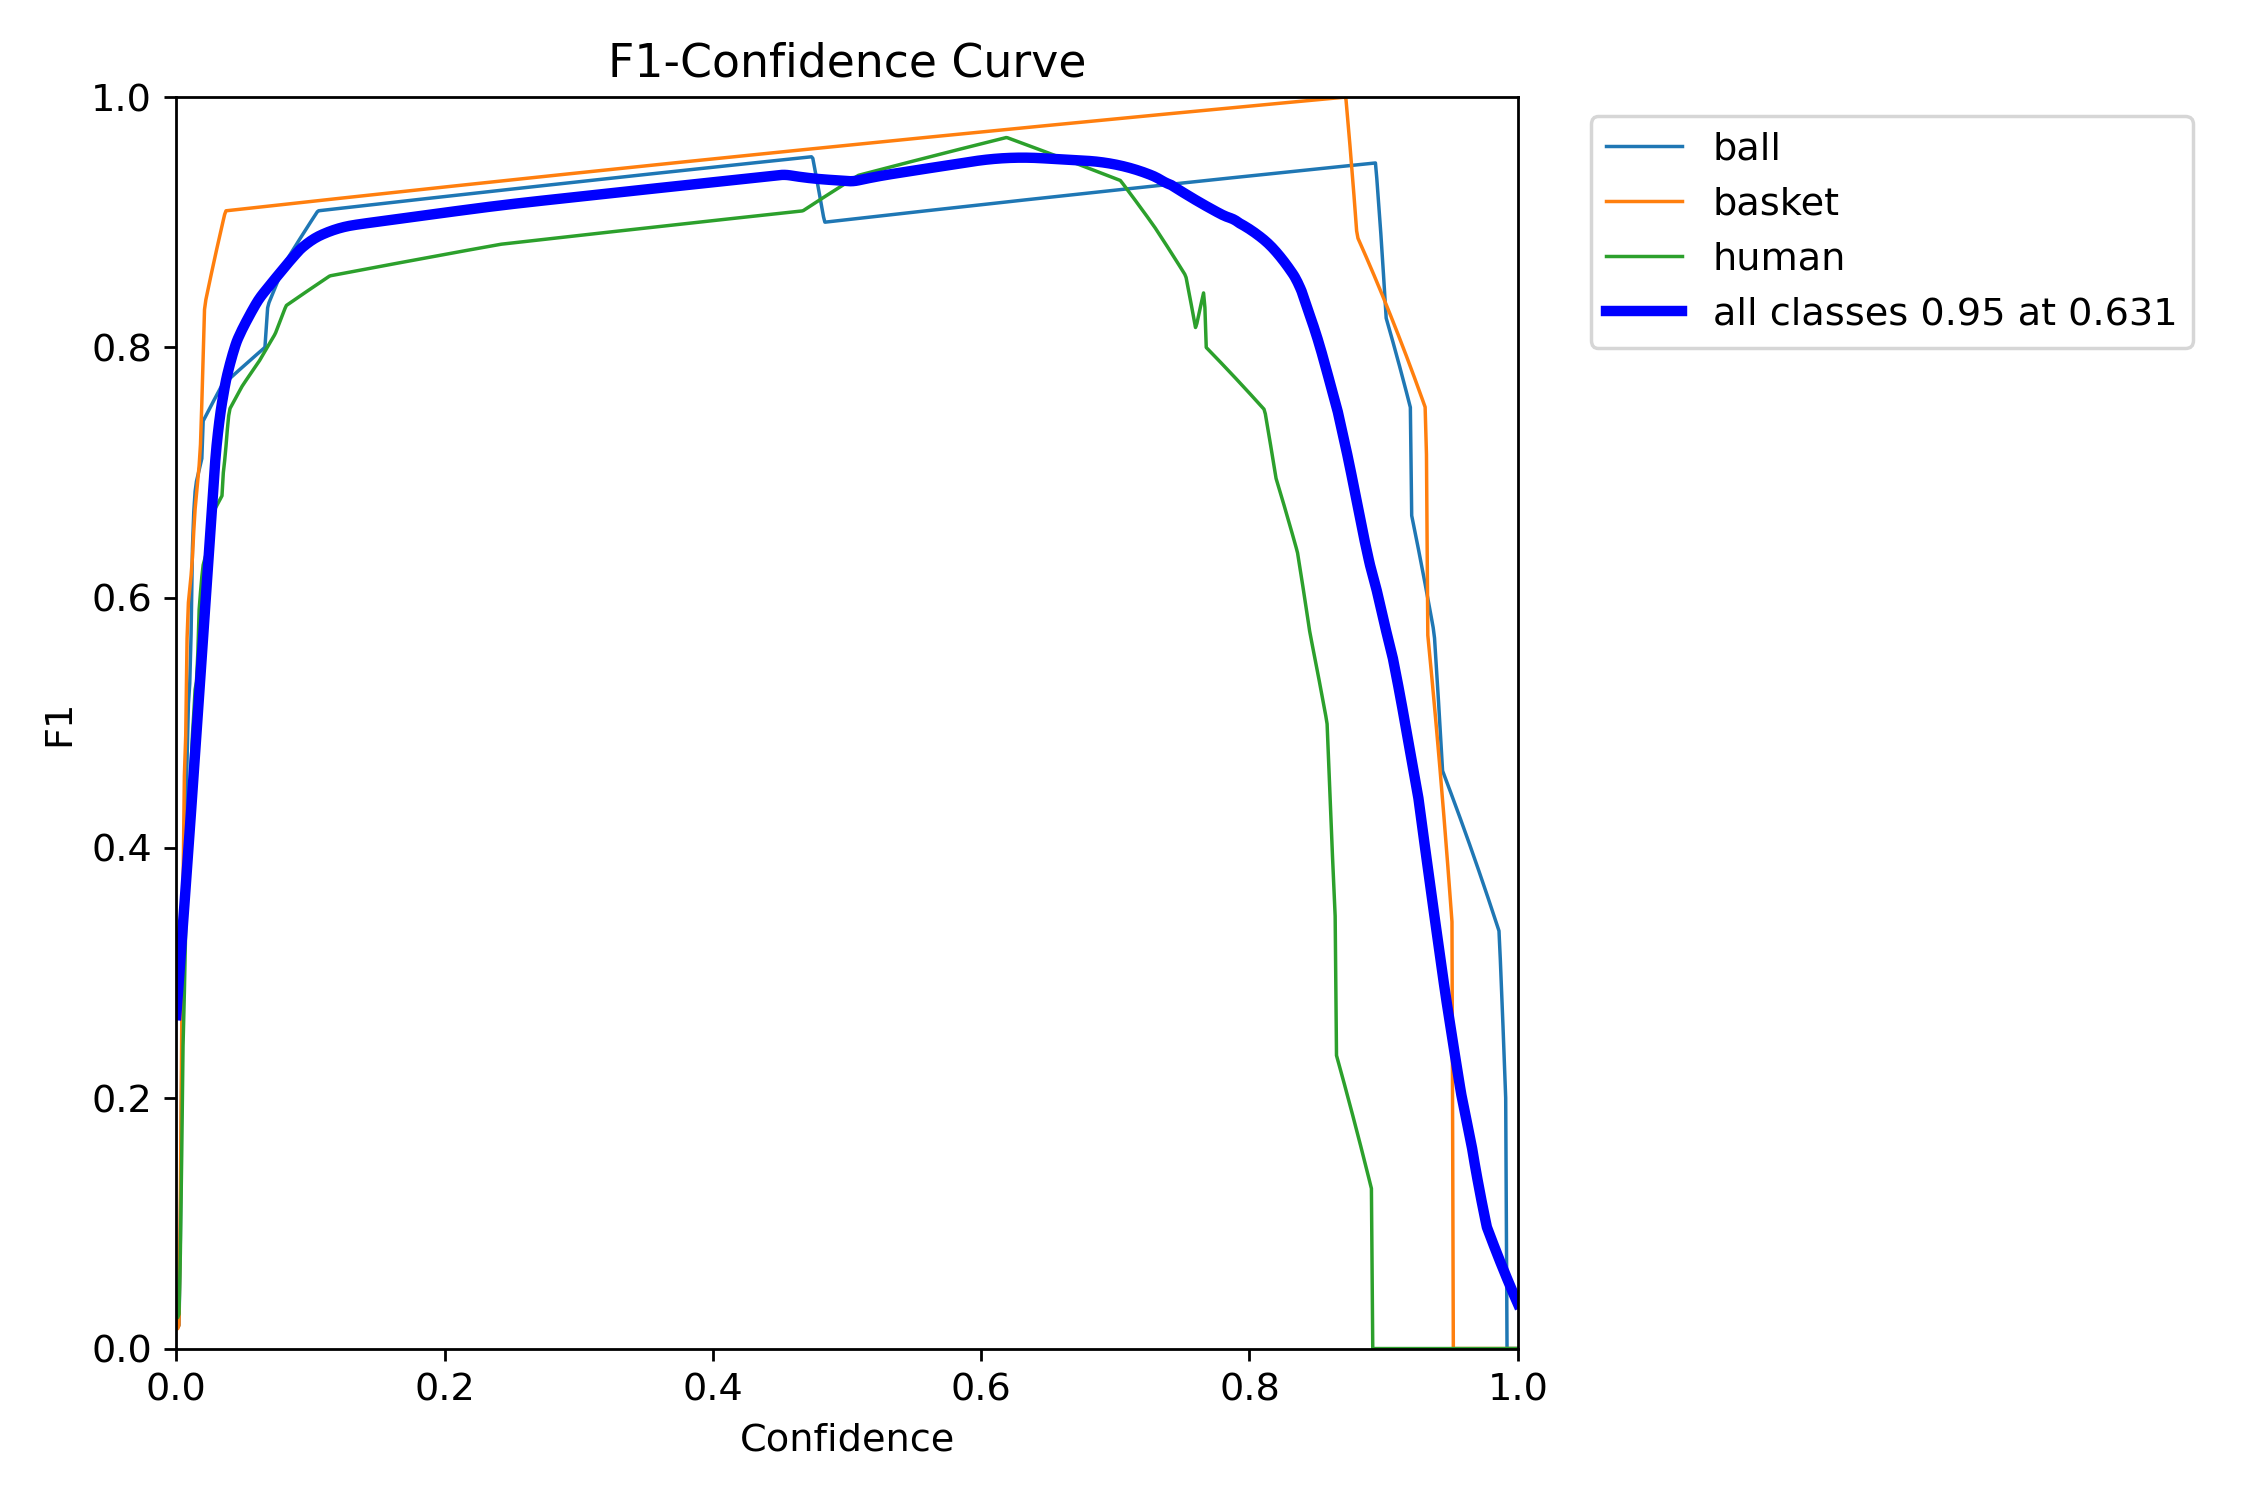 F1-Confidence Curve
1.0
0.8
0.6
0.4
0.2
0.0
F1
0.0 0.2 0.4 0.6 0.8 1.0
Confidence
ball
basket
human
all classes 0.95 at 0.631